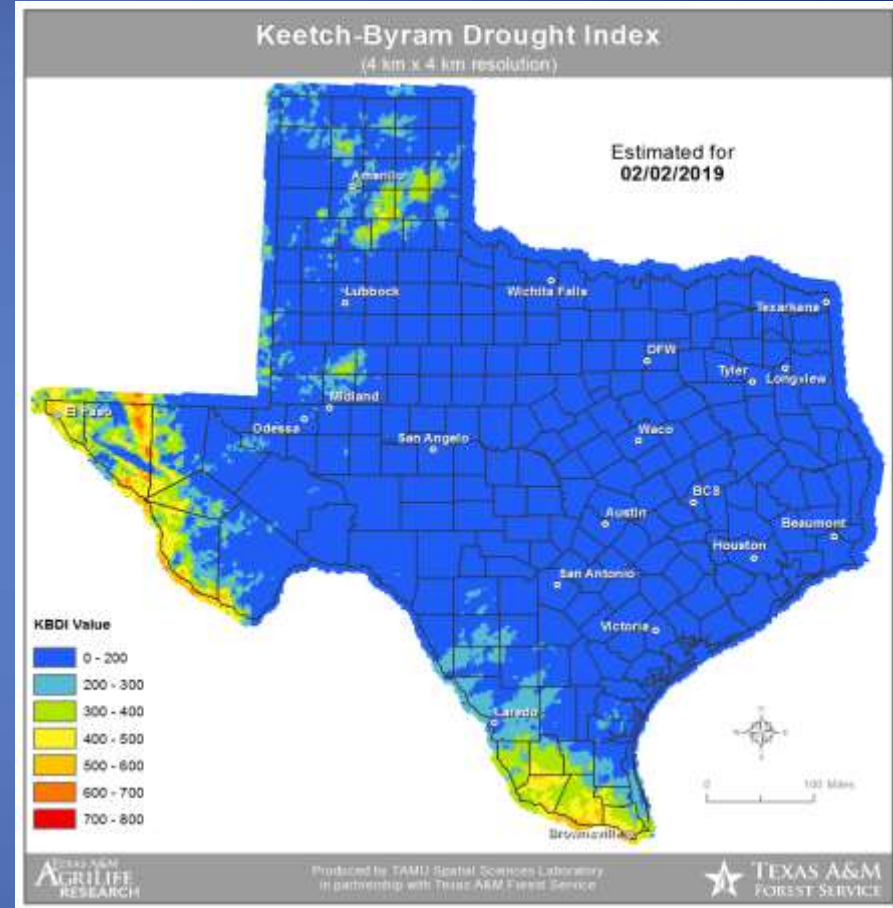 Keetch-Byram Drought Index
(4 km x 4 km resolution)
Estimated for
02/02/2019
Amarillo
Lubbock
Wichita Falls
Texarkana
DFW
Tyler
Longview
El Paso
Midland
Odessa
San Angelo
Waco
BCS
Austin
Beaumont
Houston
San Antonio
Victoria
Laredo
Brownsville
KBDI Value
0 - 200
200 - 300
300 - 400
400 - 500
500 - 600
600 - 700
700 - 800
0
100 Miles
TEXAS A&M
AGRILIFE
RESEARCH
Produced by TAMU Spatial Sciences Laboratory
in partnership with Texas A&M Forest Service
TEXAS A&M
FOREST SERVICE